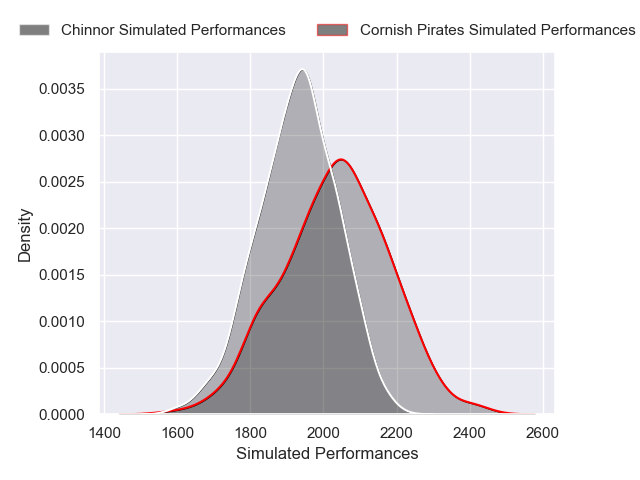 Chinnor Simulated Performances
Cornish Pirates Simulated Performances
0.0035
0.0030
0.0025
0.0020
0.0015
0.0010
0.0005
0.0000
Density
1400 1600 1800 2000 2200 2400 2600
Simulated Performances